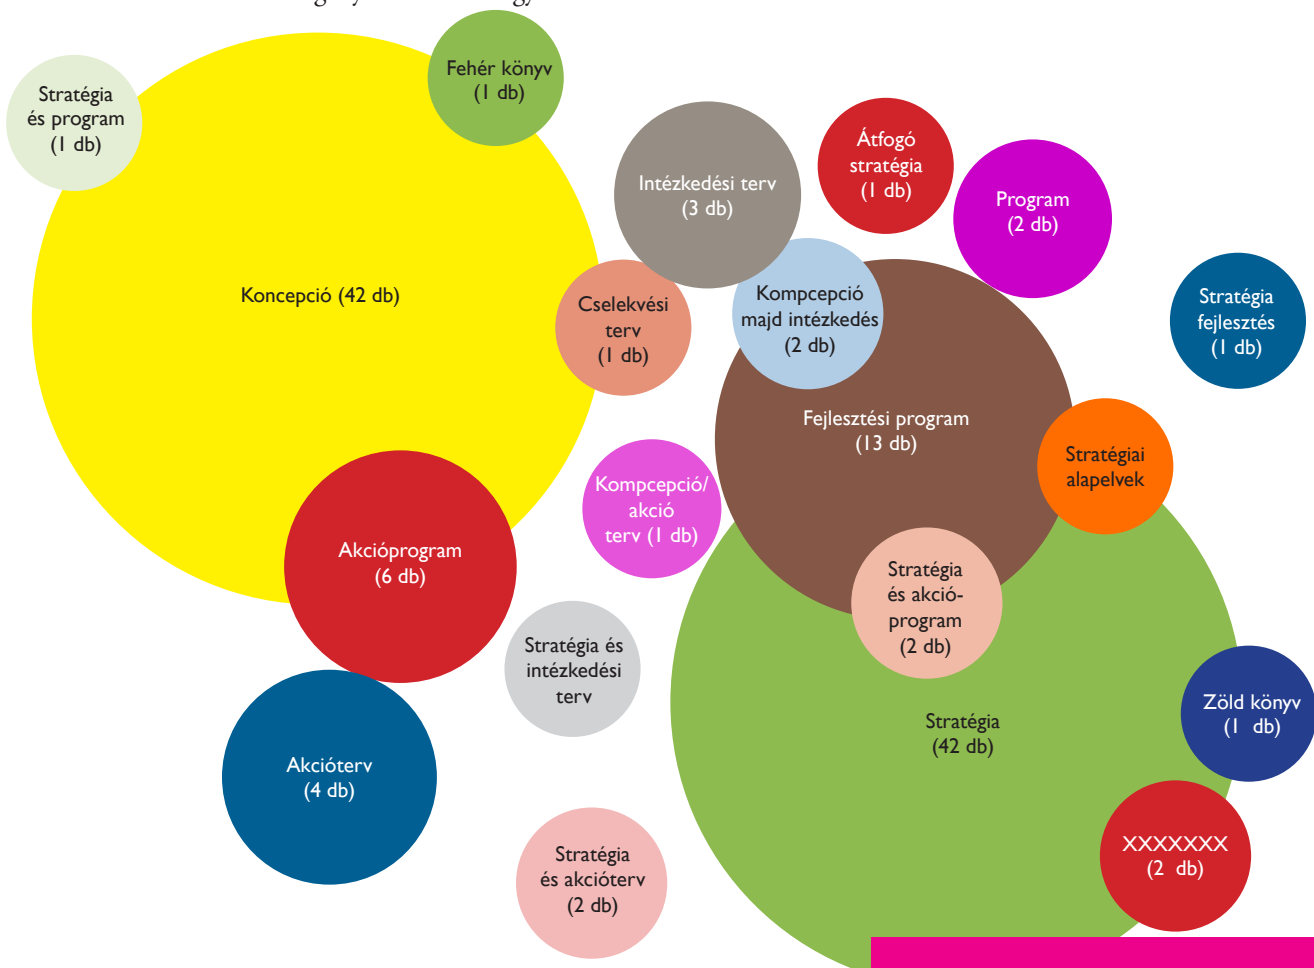 Stratégia
és program
(1 db)
Fehér könyv
(1 db)
Koncepció (42 db)
Intézkedési terv
(3 db)
Átfogó
stratégia
(1 db)
Program
(2 db)
Cselekvési
terv
(1 db)
Kompcepció
majd intézkedés
(2 db)
Stratégia
fejlesztés
(1 db)
Fejlesztési program
(13 db)
Stratégiai
alapelvek
Kompcepció/
akció
terv (1 db)
Akcióprogram
(6 db)
Stratégia
és akció-
program
(2 db)
Stratégia és
intézkedési
terv
Stratégia
(42 db)
Zöld könyv
(1 db)
Akcióterv
(4 db)
XXXXXXX
(2 db)
Stratégia
és akcióterv
(2 db)